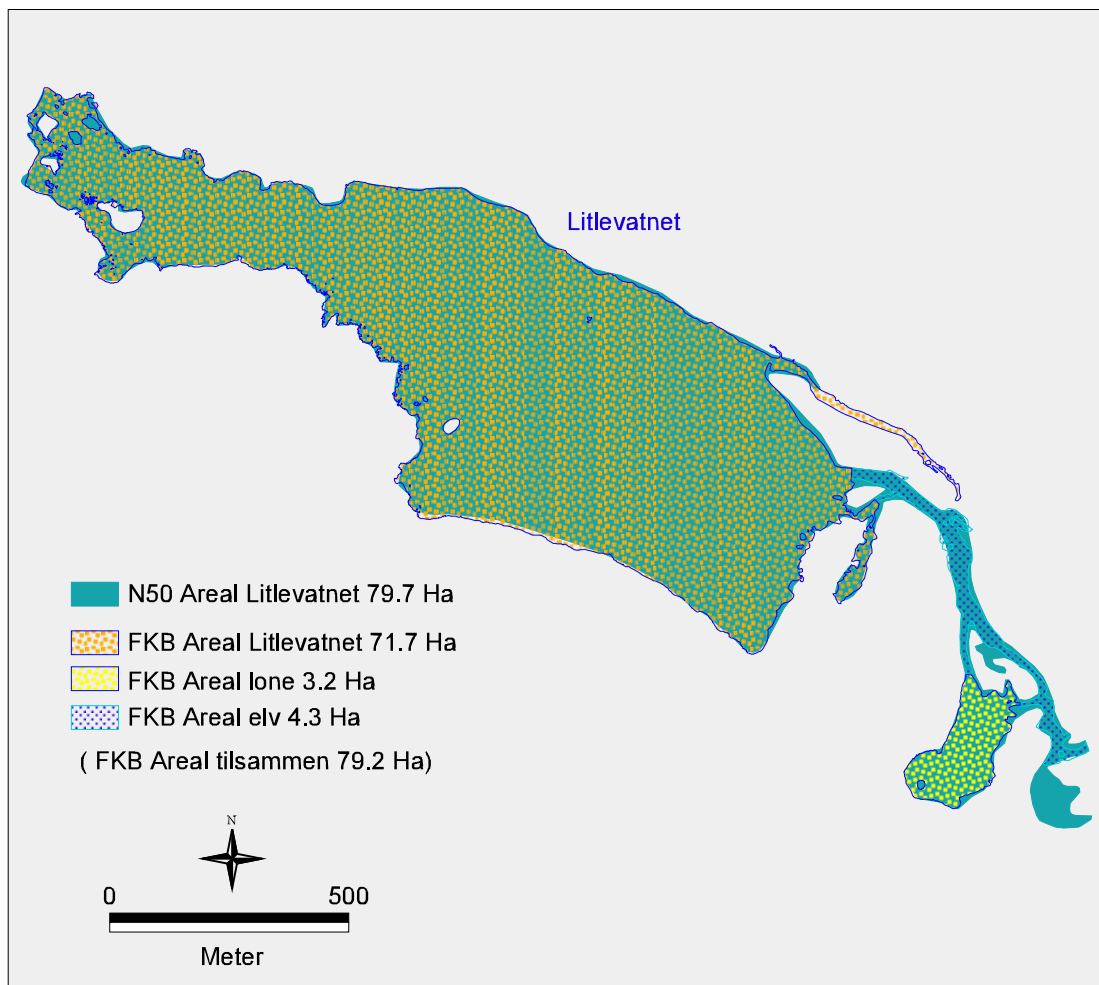 Litlevatnet
N50 Areal Litlevatnet 79.7 Ha
FKB Areal Litlevatnet 71.7 Ha
FKB Areal lone 3.2 Ha
FKB Areal elv 4.3 Ha
( FKB Areal tilsammen 79.2 Ha)
N
0 500
Meter